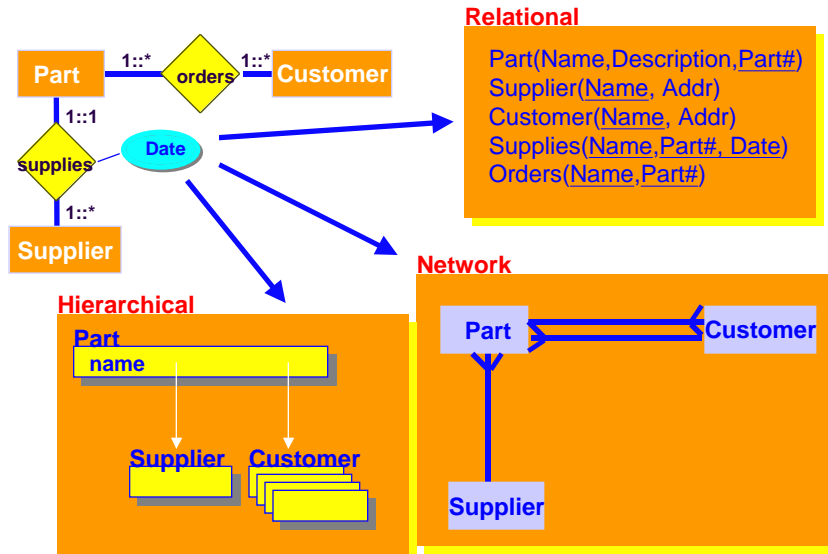 1::*
orders
1::*
Part
Customer
1::1
supplies
Date
1::*
Supplier
Relational
Part(Name,Description,Part#)
Supplier(Name, Addr)
Customer(Name, Addr)
Supplies(Name,Part#, Date)
Orders(Name,Part#)
Hierarchical
Part
name
Supplier
Customer
Network
Part
Customer
Supplier